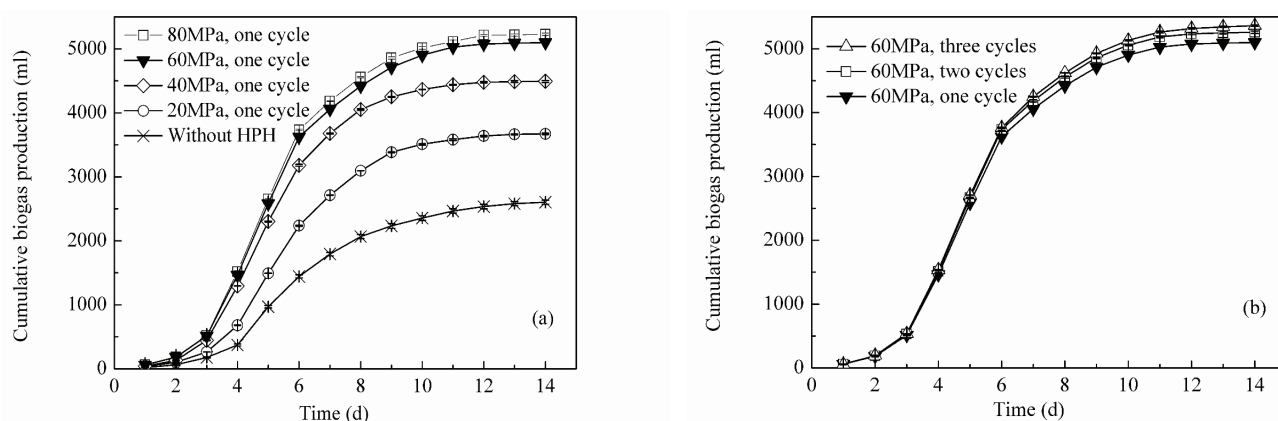 Cumulative biogas production (ml)
5000
4000
3000
2000
1000
0
80MPa, one cycle
60MPa, one cycle
40MPa, one cycle
20MPa, one cycle
Without HPH
(a)
0 2 4 6 8 10 12 14
Time (d)
Cumulative biogas production (ml)
5000
4000
3000
2000
1000
0
60MPa, three cycles
60MPa, two cycles
60MPa, one cycle
(b)
0 2 4 6 8 10 12 14
Time (d)